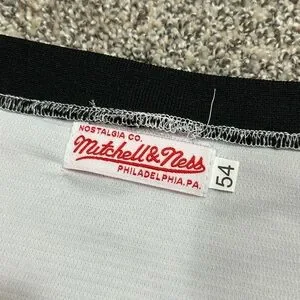 NOSTALGIA CO.
Mitchell & Ness
PHILADELPHIA, PA.
54